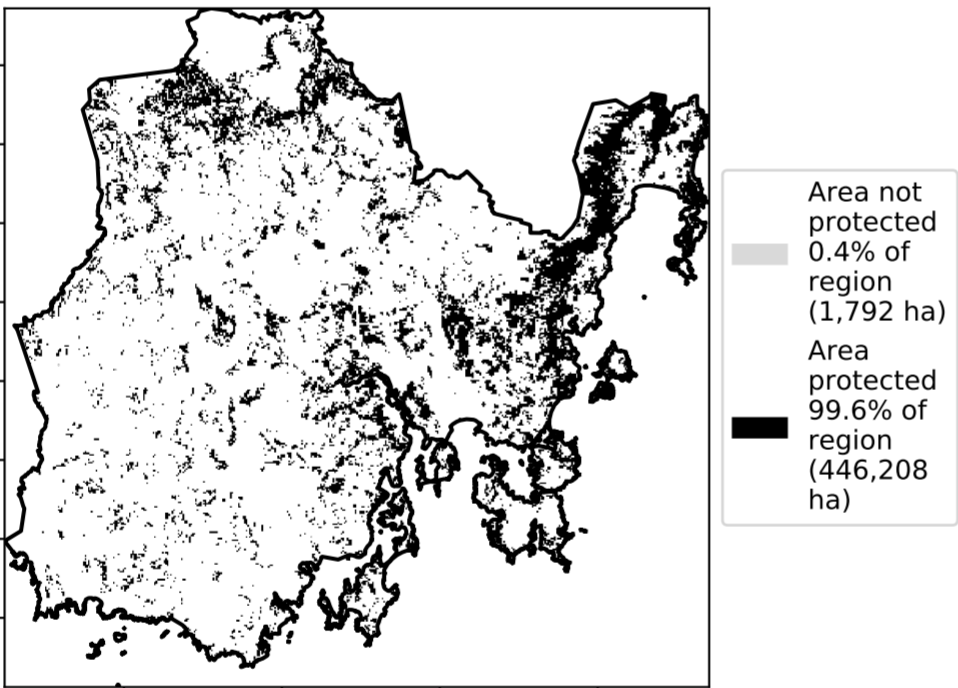 Area not
protected
0.4% of
region
(1,792 ha)
Area
protected
99.6% of
region
(446,208
ha)